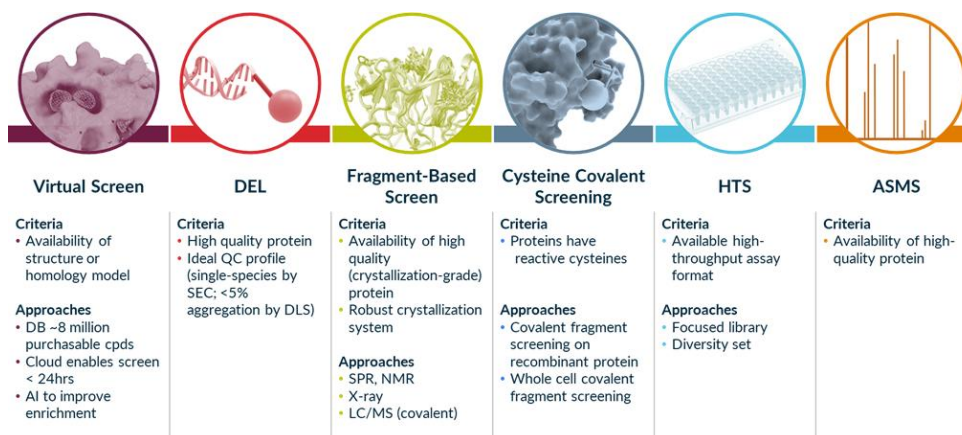 Virtual Screen
Criteria
• Availability of
structure or
homology model
Approaches
• DB ~8 million
purchasable cpds
• Cloud enables screen
< 24hrs
• AI to improve
enrichment
DEL
Criteria
• High quality protein
• Ideal QC profile
(single-species by
SEC; <5%
aggregation by DLS)
Fragment-Based
Screen
Criteria
• Availability of high
quality
(crystallization-grade)
protein
• Robust crystallization
system
Approaches
• SPR, NMR
• X-ray
• LC/MS (covalent)
Cysteine Covalent
Screening
Criteria
• Proteins have
reactive cysteines
Approaches
• Covalent fragment
screening on
recombinant protein
• Whole cell covalent
fragment screening
HTS
Criteria
• Available high-
throughput assay
format
Approaches
• Focused library
• Diversity set
ASMS
Criteria
• Availability of high-
quality protein